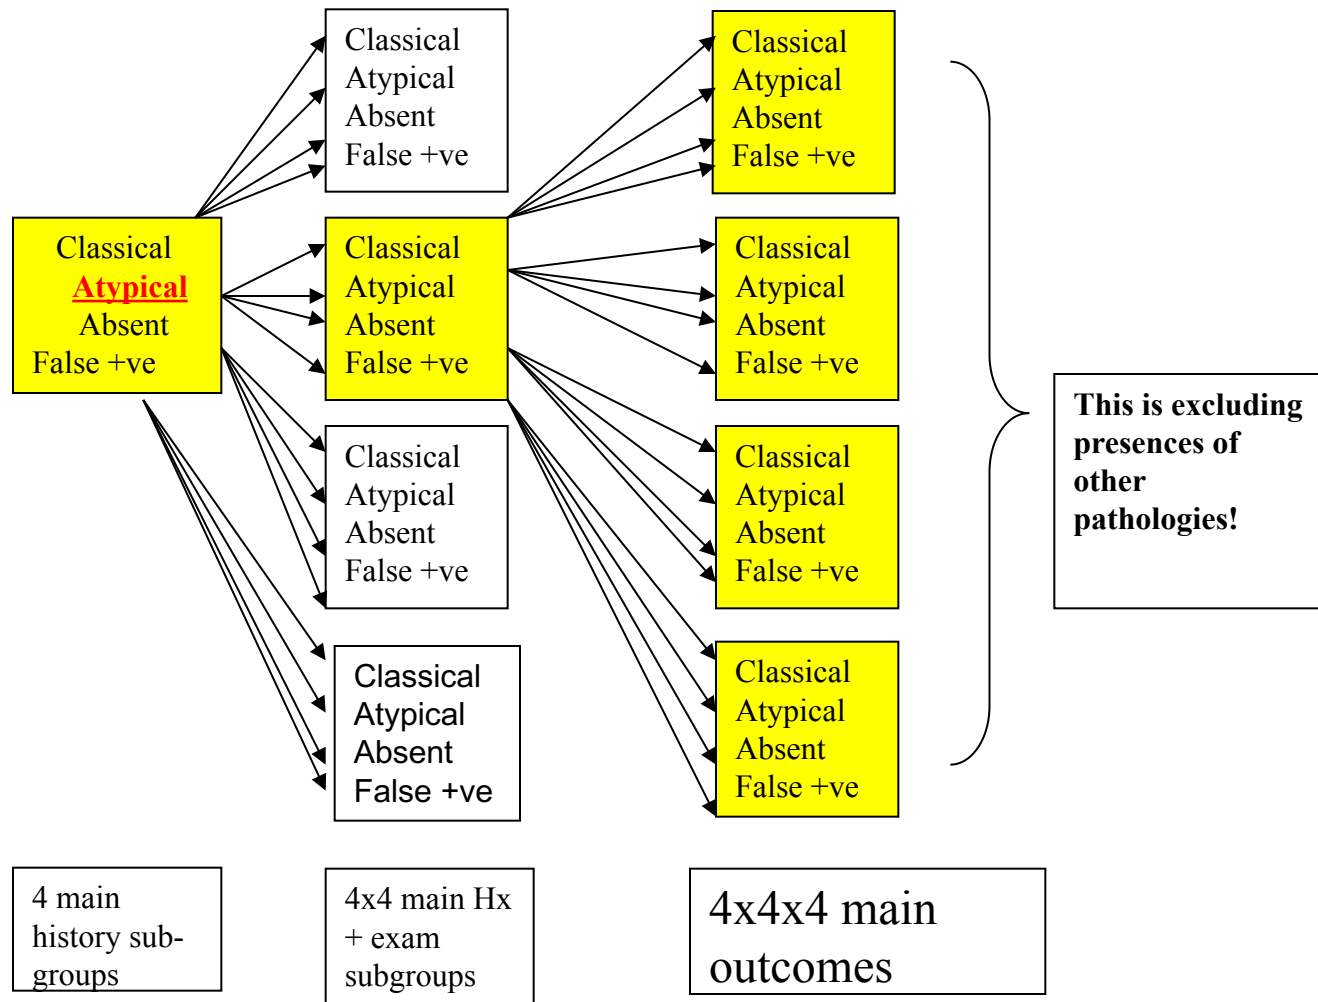 Classical
Atypical
Absent
False +ve
Classical
Atypical
Absent
False +ve
Classical
Atypical
Absent
False +ve
Classical
Atypical
Absent
False +ve
Classical
Atypical
Absent
False +ve
Classical
Atypical
Absent
False +ve
Classical
Atypical
Absent
False +ve
Classical
Atypical
Absent
False +ve
Classical
Atypical
Absent
False +ve
This is excluding
presences of
other
pathologies!
4 main
history sub-
groups
4x4 main Hx
+ exam
subgroups
4x4x4 main
outcomes